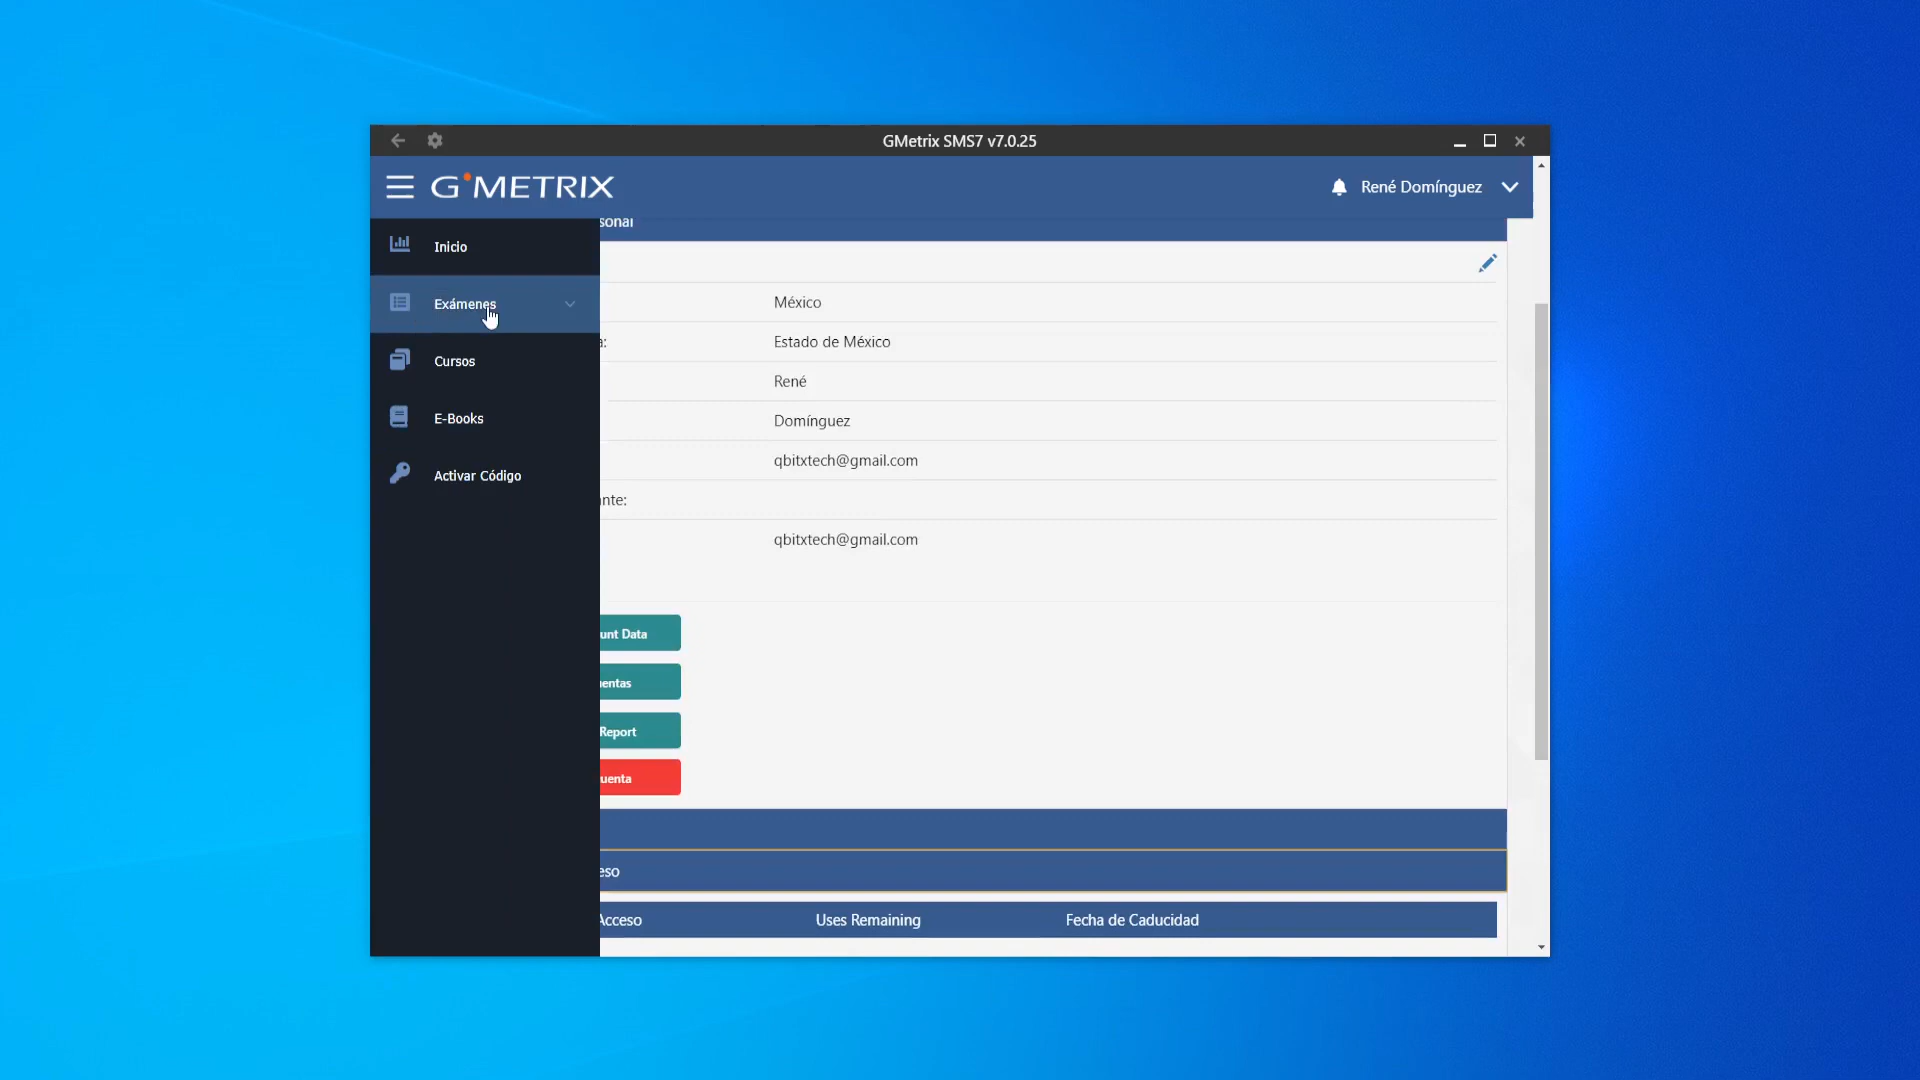 GMetrix SMS7 v7.0.25
G METRIX
René Domínguez
sonal
Inicio
Exámenes
México
a:
Estado de México
Cursos
René
E-Books
Domínguez
qbitxtech@gmail.com
Activar Código
nte:
qbitxtech@gmail.com
unt Data
entas
Report
uenta
eso
Acceso
Uses Remaining
Fecha de Caducidad